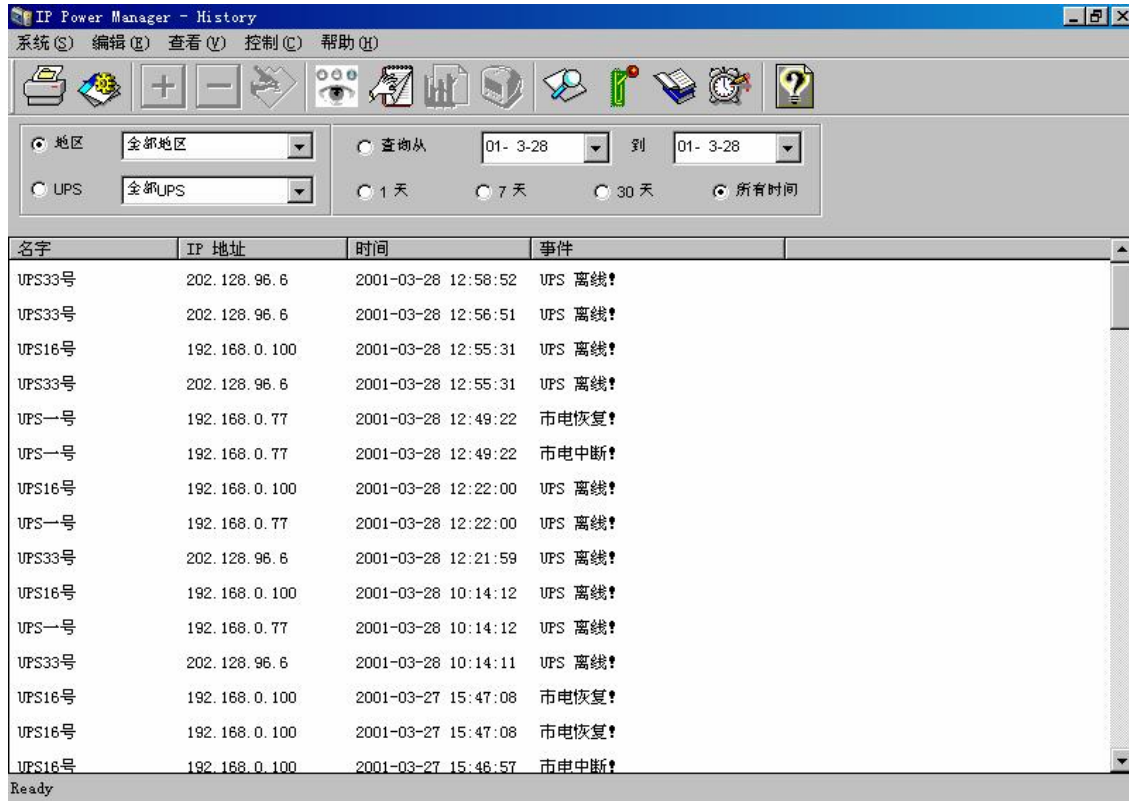 IP Power Manager - History
系统(S) 编辑(E) 查看(V) 控制(C) 帮助(H)
地区 全部地区 查询从 01- 3-28 到 01- 3-28
UPS 全部UPS 1天 7天 30天 所有时间
名字 IP 地址 时间 事件
UPS33号 202.128.96.6 2001-03-28 12:58:52 UPS 离线!
UPS33号 202.128.96.6 2001-03-28 12:56:51 UPS 离线!
UPS16号 192.168.0.100 2001-03-28 12:55:31 UPS 离线!
UPS33号 202.128.96.6 2001-03-28 12:55:31 UPS 离线!
UPS一号 192.168.0.77 2001-03-28 12:49:22 市电恢复!
UPS一号 192.168.0.77 2001-03-28 12:49:22 市电中断!
UPS16号 192.168.0.100 2001-03-28 12:22:00 UPS 离线!
UPS一号 192.168.0.77 2001-03-28 12:22:00 UPS 离线!
UPS33号 202.128.96.6 2001-03-28 12:21:59 UPS 离线!
UPS16号 192.168.0.100 2001-03-28 10:14:12 UPS 离线!
UPS一号 192.168.0.77 2001-03-28 10:14:12 UPS 离线!
UPS33号 202.128.96.6 2001-03-28 10:14:11 UPS 离线!
UPS16号 192.168.0.100 2001-03-27 15:47:08 市电恢复!
UPS16号 192.168.0.100 2001-03-27 15:47:08 市电恢复!
UPS16号 192.168.0.100 2001-03-27 15:46:57 市电中断!
Ready